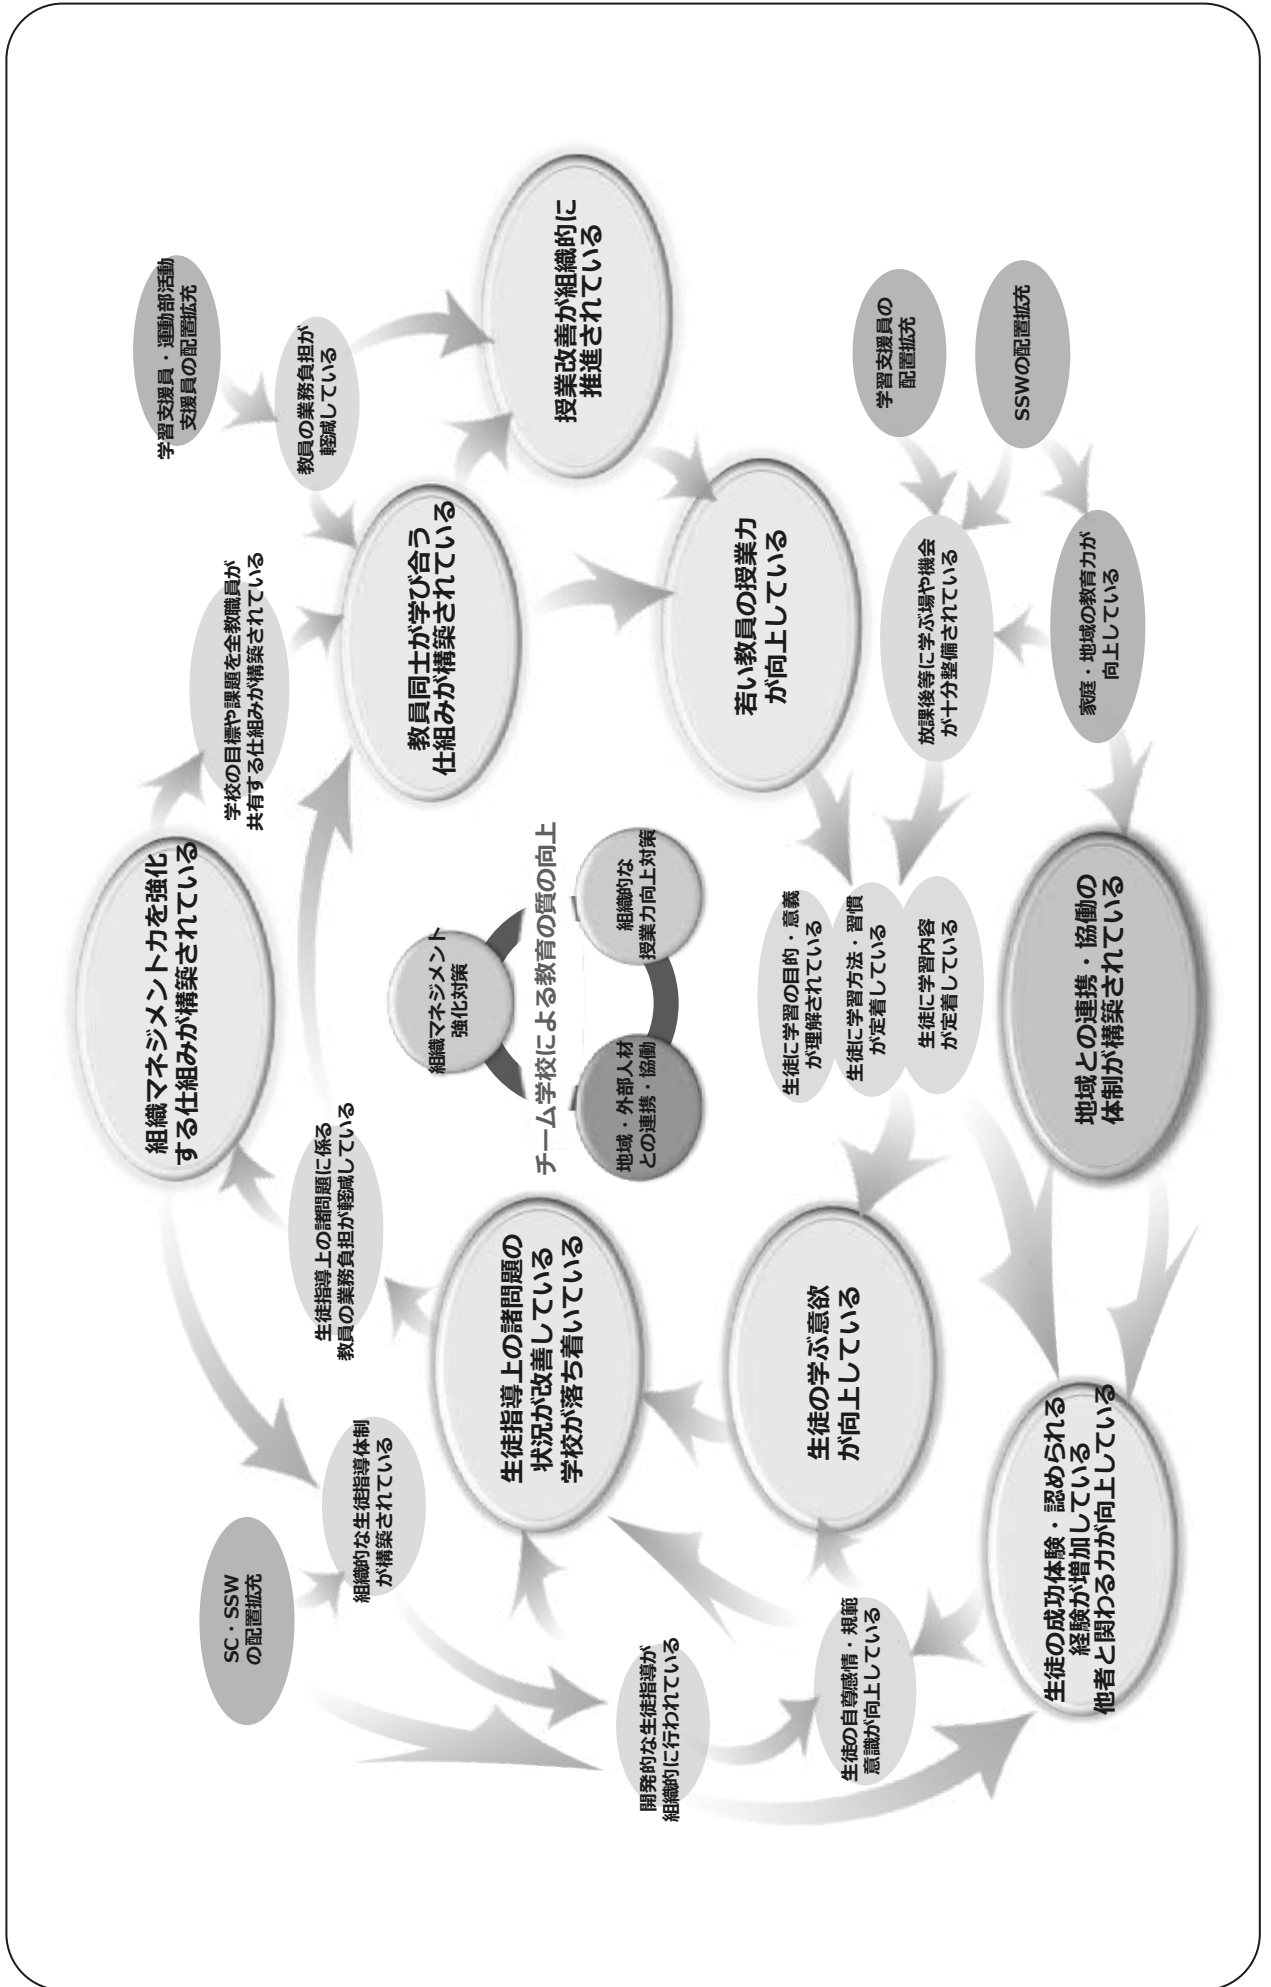 組織マネジメント力を強化
する仕組みが構築されている
学習支援員・運動部活動
支援員の配置拡充
SC・SSW
の配置拡充
学校の目標や課題を全教職員が
共有する仕組みが構築されている
教員の業務負担が
軽減している
生徒指導上の諸問題に係る
教員の業務負担が軽減している
組織的な生徒指導体制
が構築されている
教員同士が学び合う
仕組みが構築されている
組織マネジメント
強化対策
チーム学校による教育の質の向上
地域・外部人材
との連携・協働
組織的な
授業力向上対策
生徒指導上の諸問題の
状況が改善している
学校が落ち着いている
授業改善が組織的に
推進されている
開発的な生徒指導が
組織的に行われている
若い教員の授業力
が向上している
生徒に学習の目的・意義
が理解されている
生徒に学習方法・習慣
が定着している
生徒に学習内容
が定着している
生徒の学ぶ意欲
が向上している
生徒の自尊感情・規範
意識が向上している
学習支援員の
配置拡充
放課後等に学ぶ場や機会
が十分整備されている
SSWの配置拡充
家庭・地域の教育力が
向上している
地域との連携・協働の
体制が構築されている
生徒の成功体験・認められる
経験が増加している
他者と関わる力が向上している